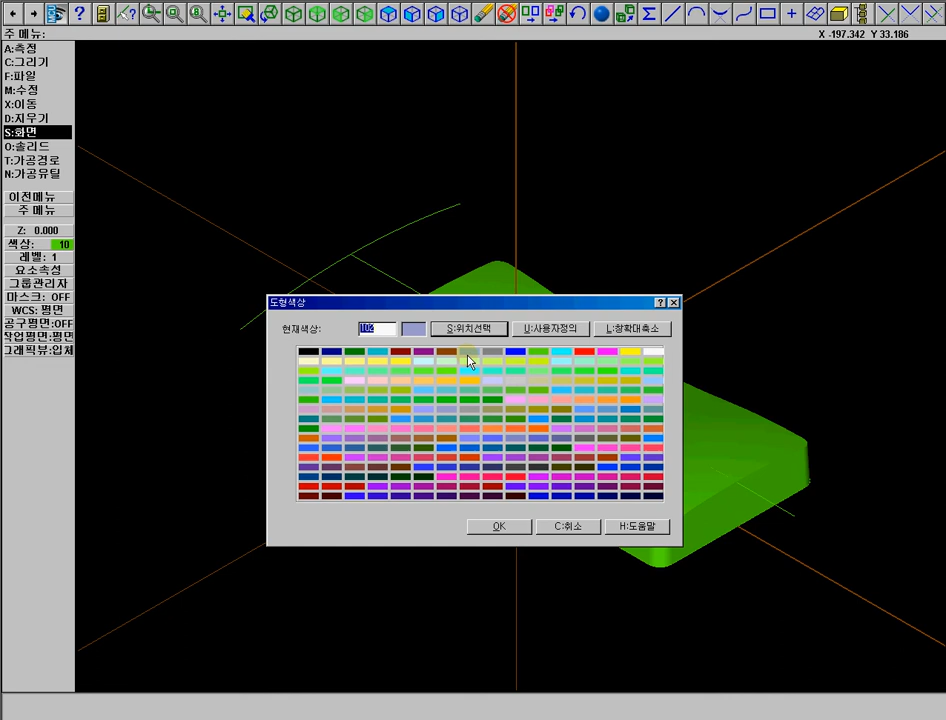 주 메뉴:
X -197.342 Y 33.186
A:측정
C:그리기
F:파일
M:수정
X:이동
D:지우기
S:화면
O:솔리드
T:가공경로
N:가공유틸
이전메뉴
주 메뉴
Z: 0.000
색상: 10
레벨: 1
요소속성
그룹관리자
마스크: OFF
WCS: 평면
공구평면:OFF
작업평면:평면
그래픽뷰:입체
도형색상
현재색상: 102 S:위치선택 U:사용자정의 L:창확대축소
OK C:취소 H:도움말